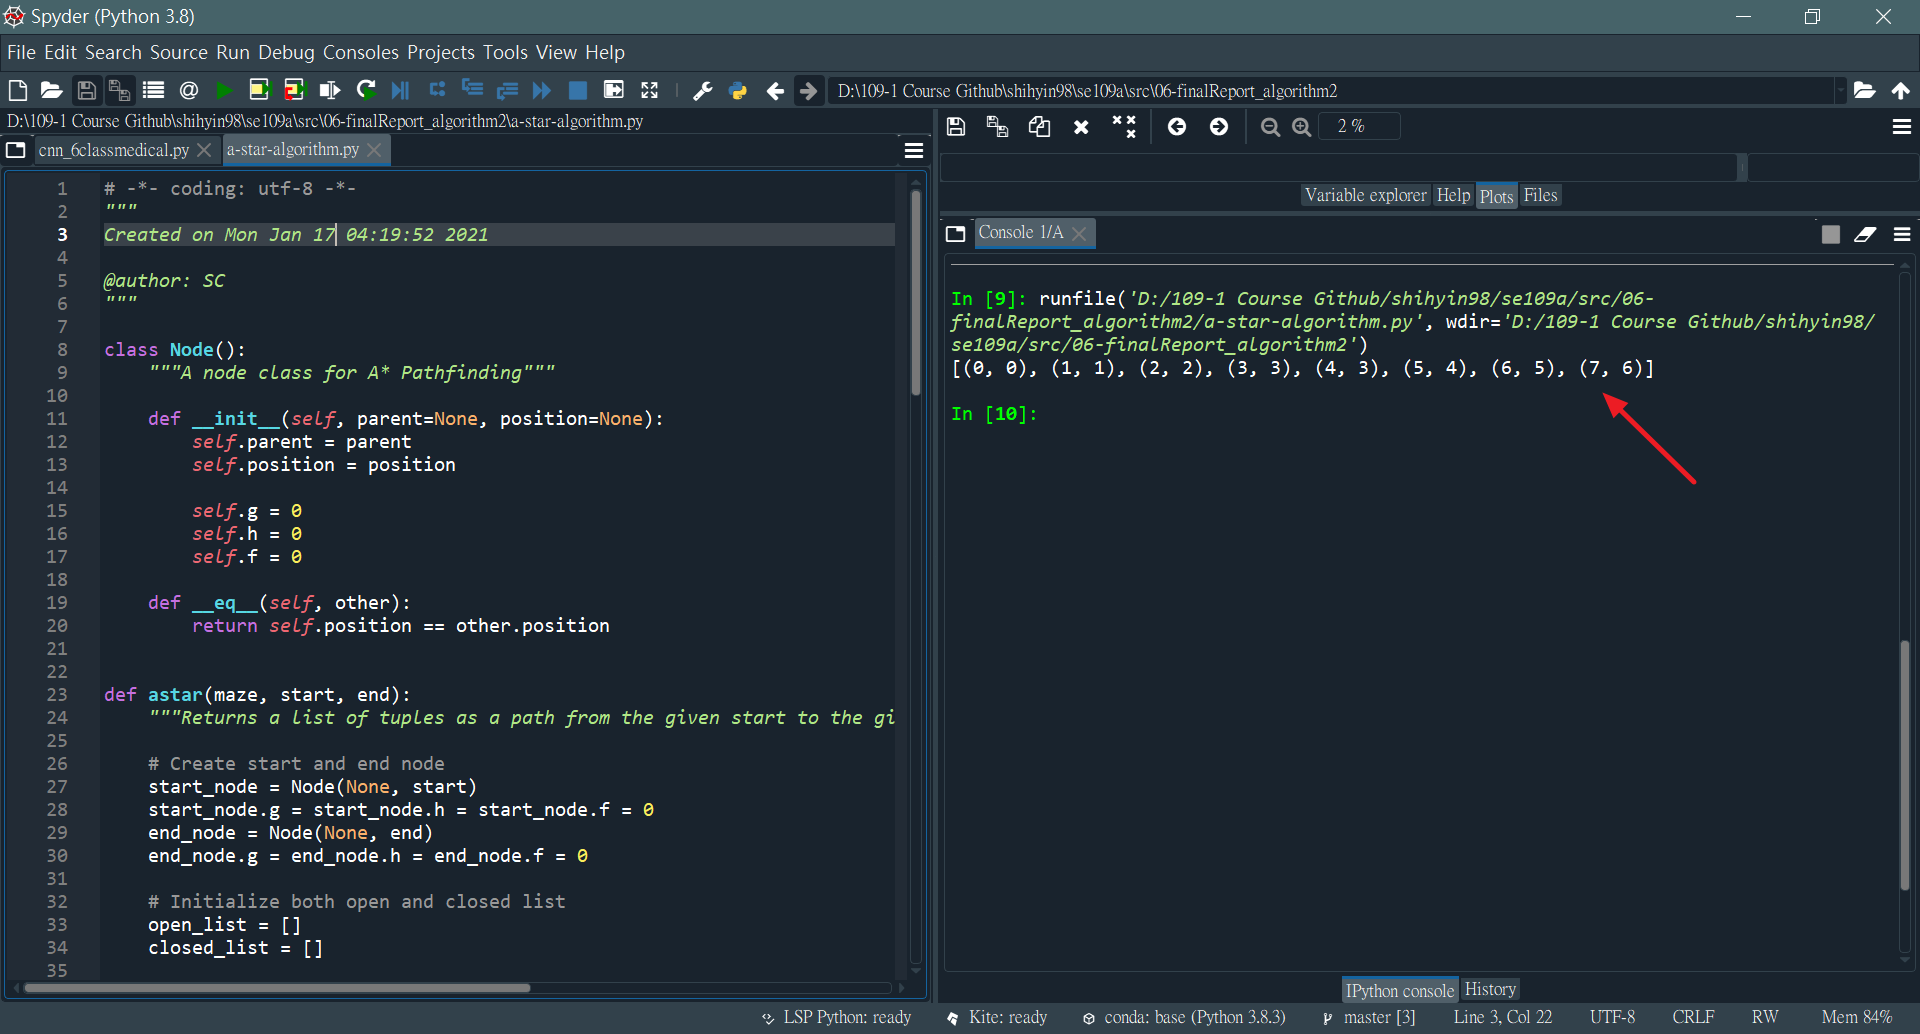 Spyder (Python 3.8)
File Edit Search Source Run Debug Consoles Projects Tools View Help
D:\109-1 Course Github\shihyin98\se109a\src\06-finalReport_algorithm2
D:\109-1 Course Github\shihyin98\se109a\src\06-finalReport_algorithm2\a-star-algorithm.py
cnn_6classmedical.py
a-star-algorithm.py
1 # -*- coding: utf-8 -*-
2 """
3 Created on Mon Jan 17 04:19:52 2021
4
5 @author: SC
6 """
7
8 class Node():
9 """A node class for A* Pathfinding"""
10
11 def __init__(self, parent=None, position=None):
12 self.parent = parent
13 self.position = position
14
15 self.g = 0
16 self.h = 0
17 self.f = 0
18
19 def __eq__(self, other):
20 return self.position == other.position
21
22
23 def astar(maze, start, end):
24 """Returns a list of tuples as a path from the given start to the gi
25
26 # Create start and end node
27 start_node = Node(None, start)
28 start_node.g = start_node.h = start_node.f = 0
29 end_node = Node(None, end)
30 end_node.g = end_node.h = end_node.f = 0
31
32 # Initialize both open and closed list
33 open_list = []
34 closed_list = []
35
2 %
Variable explorer Help Plots Files
Console 1/A
In [9]: runfile('D:/109-1 Course Github/shihyin98/se109a/src/06-
finalReport_algorithm2/a-star-algorithm.py', wdir='D:/109-1 Course Github/shihyin98/
se109a/src/06-finalReport_algorithm2')
[(0, 0), (1, 1), (2, 2), (3, 3), (4, 3), (5, 4), (6, 5), (7, 6)]
In [10]:
IPython console History
LSP Python: ready Kite: ready conda: base (Python 3.8.3) master [3] Line 3, Col 22 UTF-8 CRLF RW Mem 84%